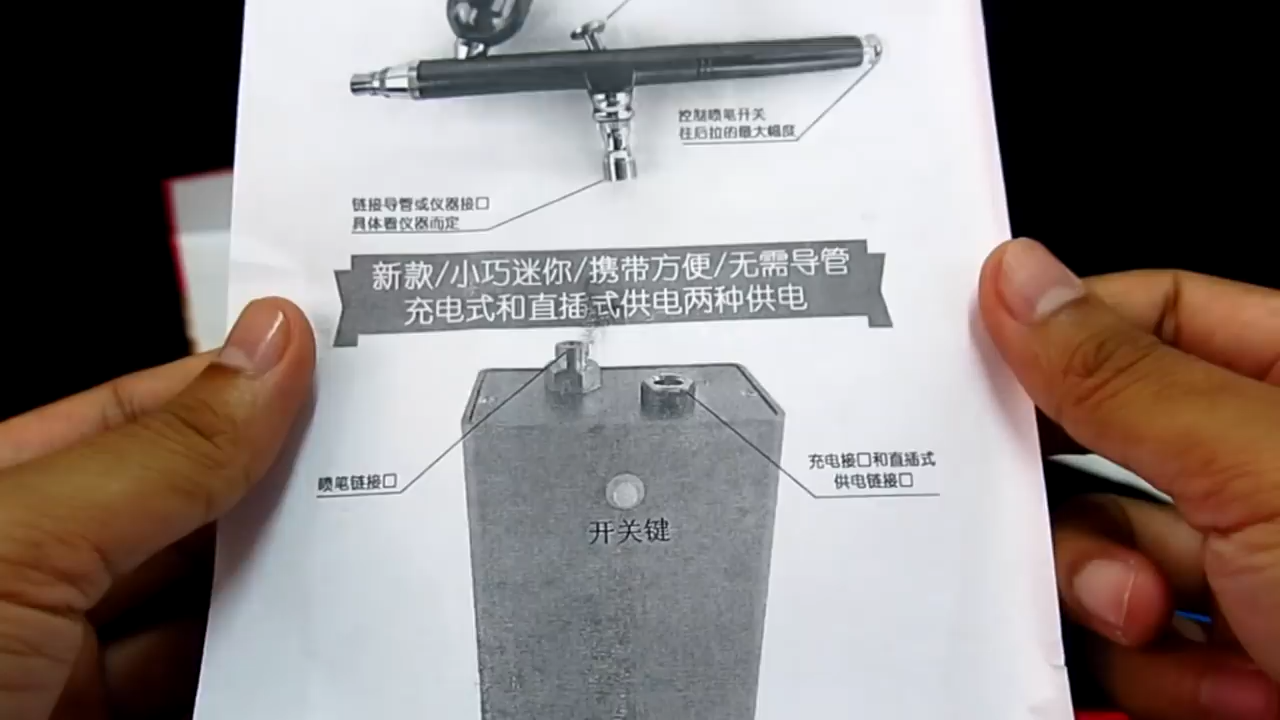 控制喷笔开关
往后拉的最大幅度
链接导管或仪器接口
具体看仪器而定
新款/小巧迷你/携带方便/无需导管
充电式和直插式供电两种供电
喷笔链接口
充电接口和直插式
供电链接口
开关键